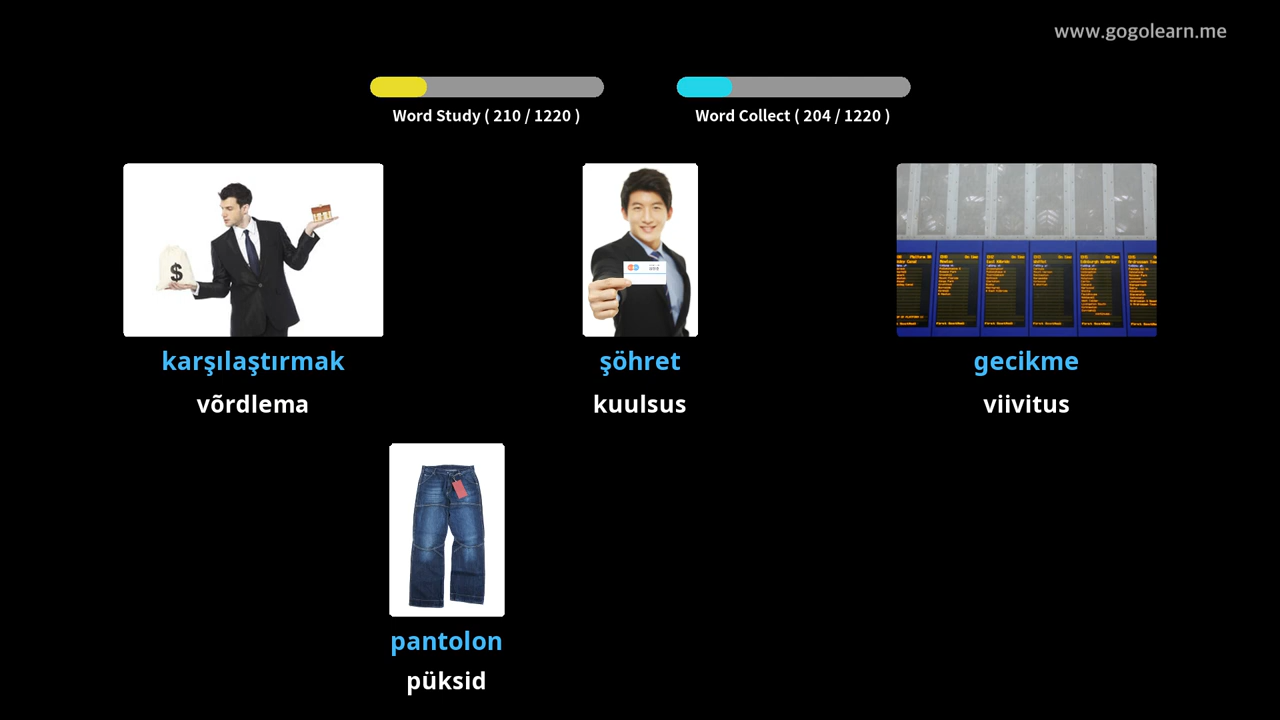 www.gogolearn.me
Word Study ( 210 / 1220 )
Word Collect ( 204 / 1220 )
$
karşılaştırmak
şöhret
gecikme
võrdlema
kuulsus
viivitus
pantolon
püksid